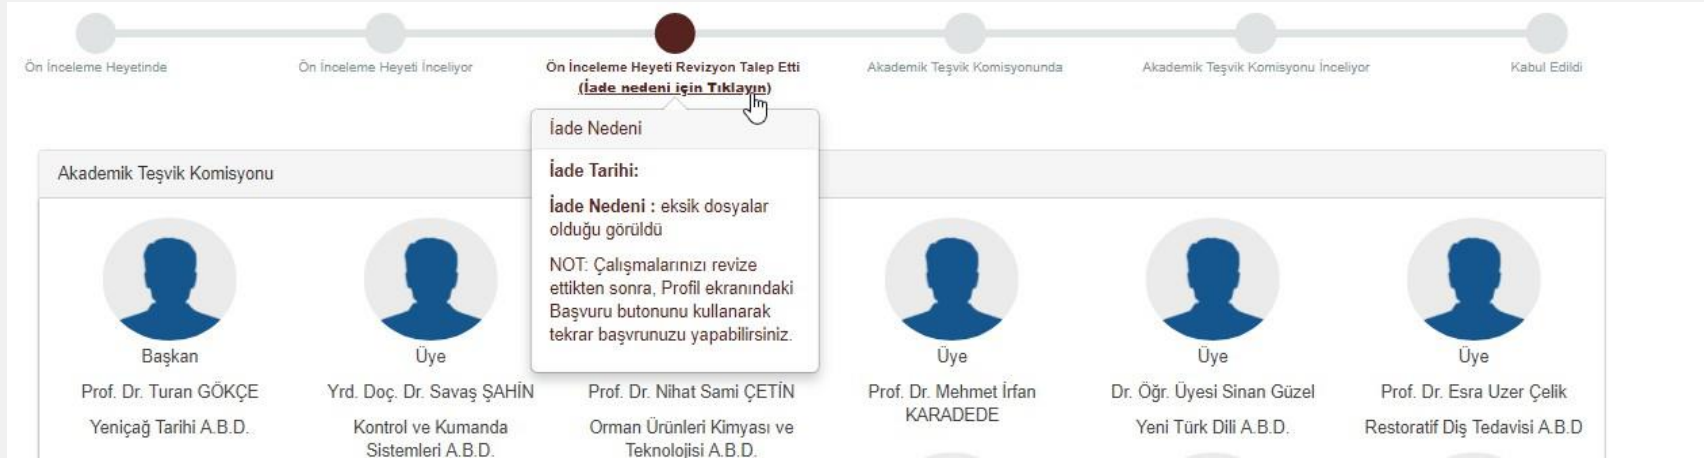 Ön İnceleme Heyetinde
Ön İnceleme Heyeti İnceliyor
Ön İnceleme Heyeti Revizyon Talep Etti
(İade nedeni için Tıklayın)
Akademik Teşvik Komisyonunda
Akademik Teşvik Komisyonu İnceliyor
Kabul Edildi
İade Nedeni
İade Tarihi:
İade Nedeni : eksik dosyalar
olduğu görüldü
NOT: Çalışmalarınızı revize
ettikten sonra, Profil ekranındaki
Başvuru butonunu kullanarak
tekrar başvrunuzu yapabilirsiniz.
Akademik Teşvik Komisyonu
Başkan
Prof. Dr. Turan GÖKÇE
Yeniçağ Tarihi A.B.D.
Üye
Yrd. Doç. Dr. Savaş ŞAHİN
Kontrol ve Kumanda
Sistemleri A.B.D.
Prof. Dr. Nihat Sami ÇETİN
Orman Ürünleri Kimyası ve
Teknolojisi A.B.D.
Üye
Prof. Dr. Mehmet İrfan
KARADEDE
Üye
Dr. Öğr. Üyesi Sinan Güzel
Yeni Türk Dili A.B.D.
Üye
Prof. Dr. Esra Uzer Çelik
Restoratif Diş Tedavisi A.B.D